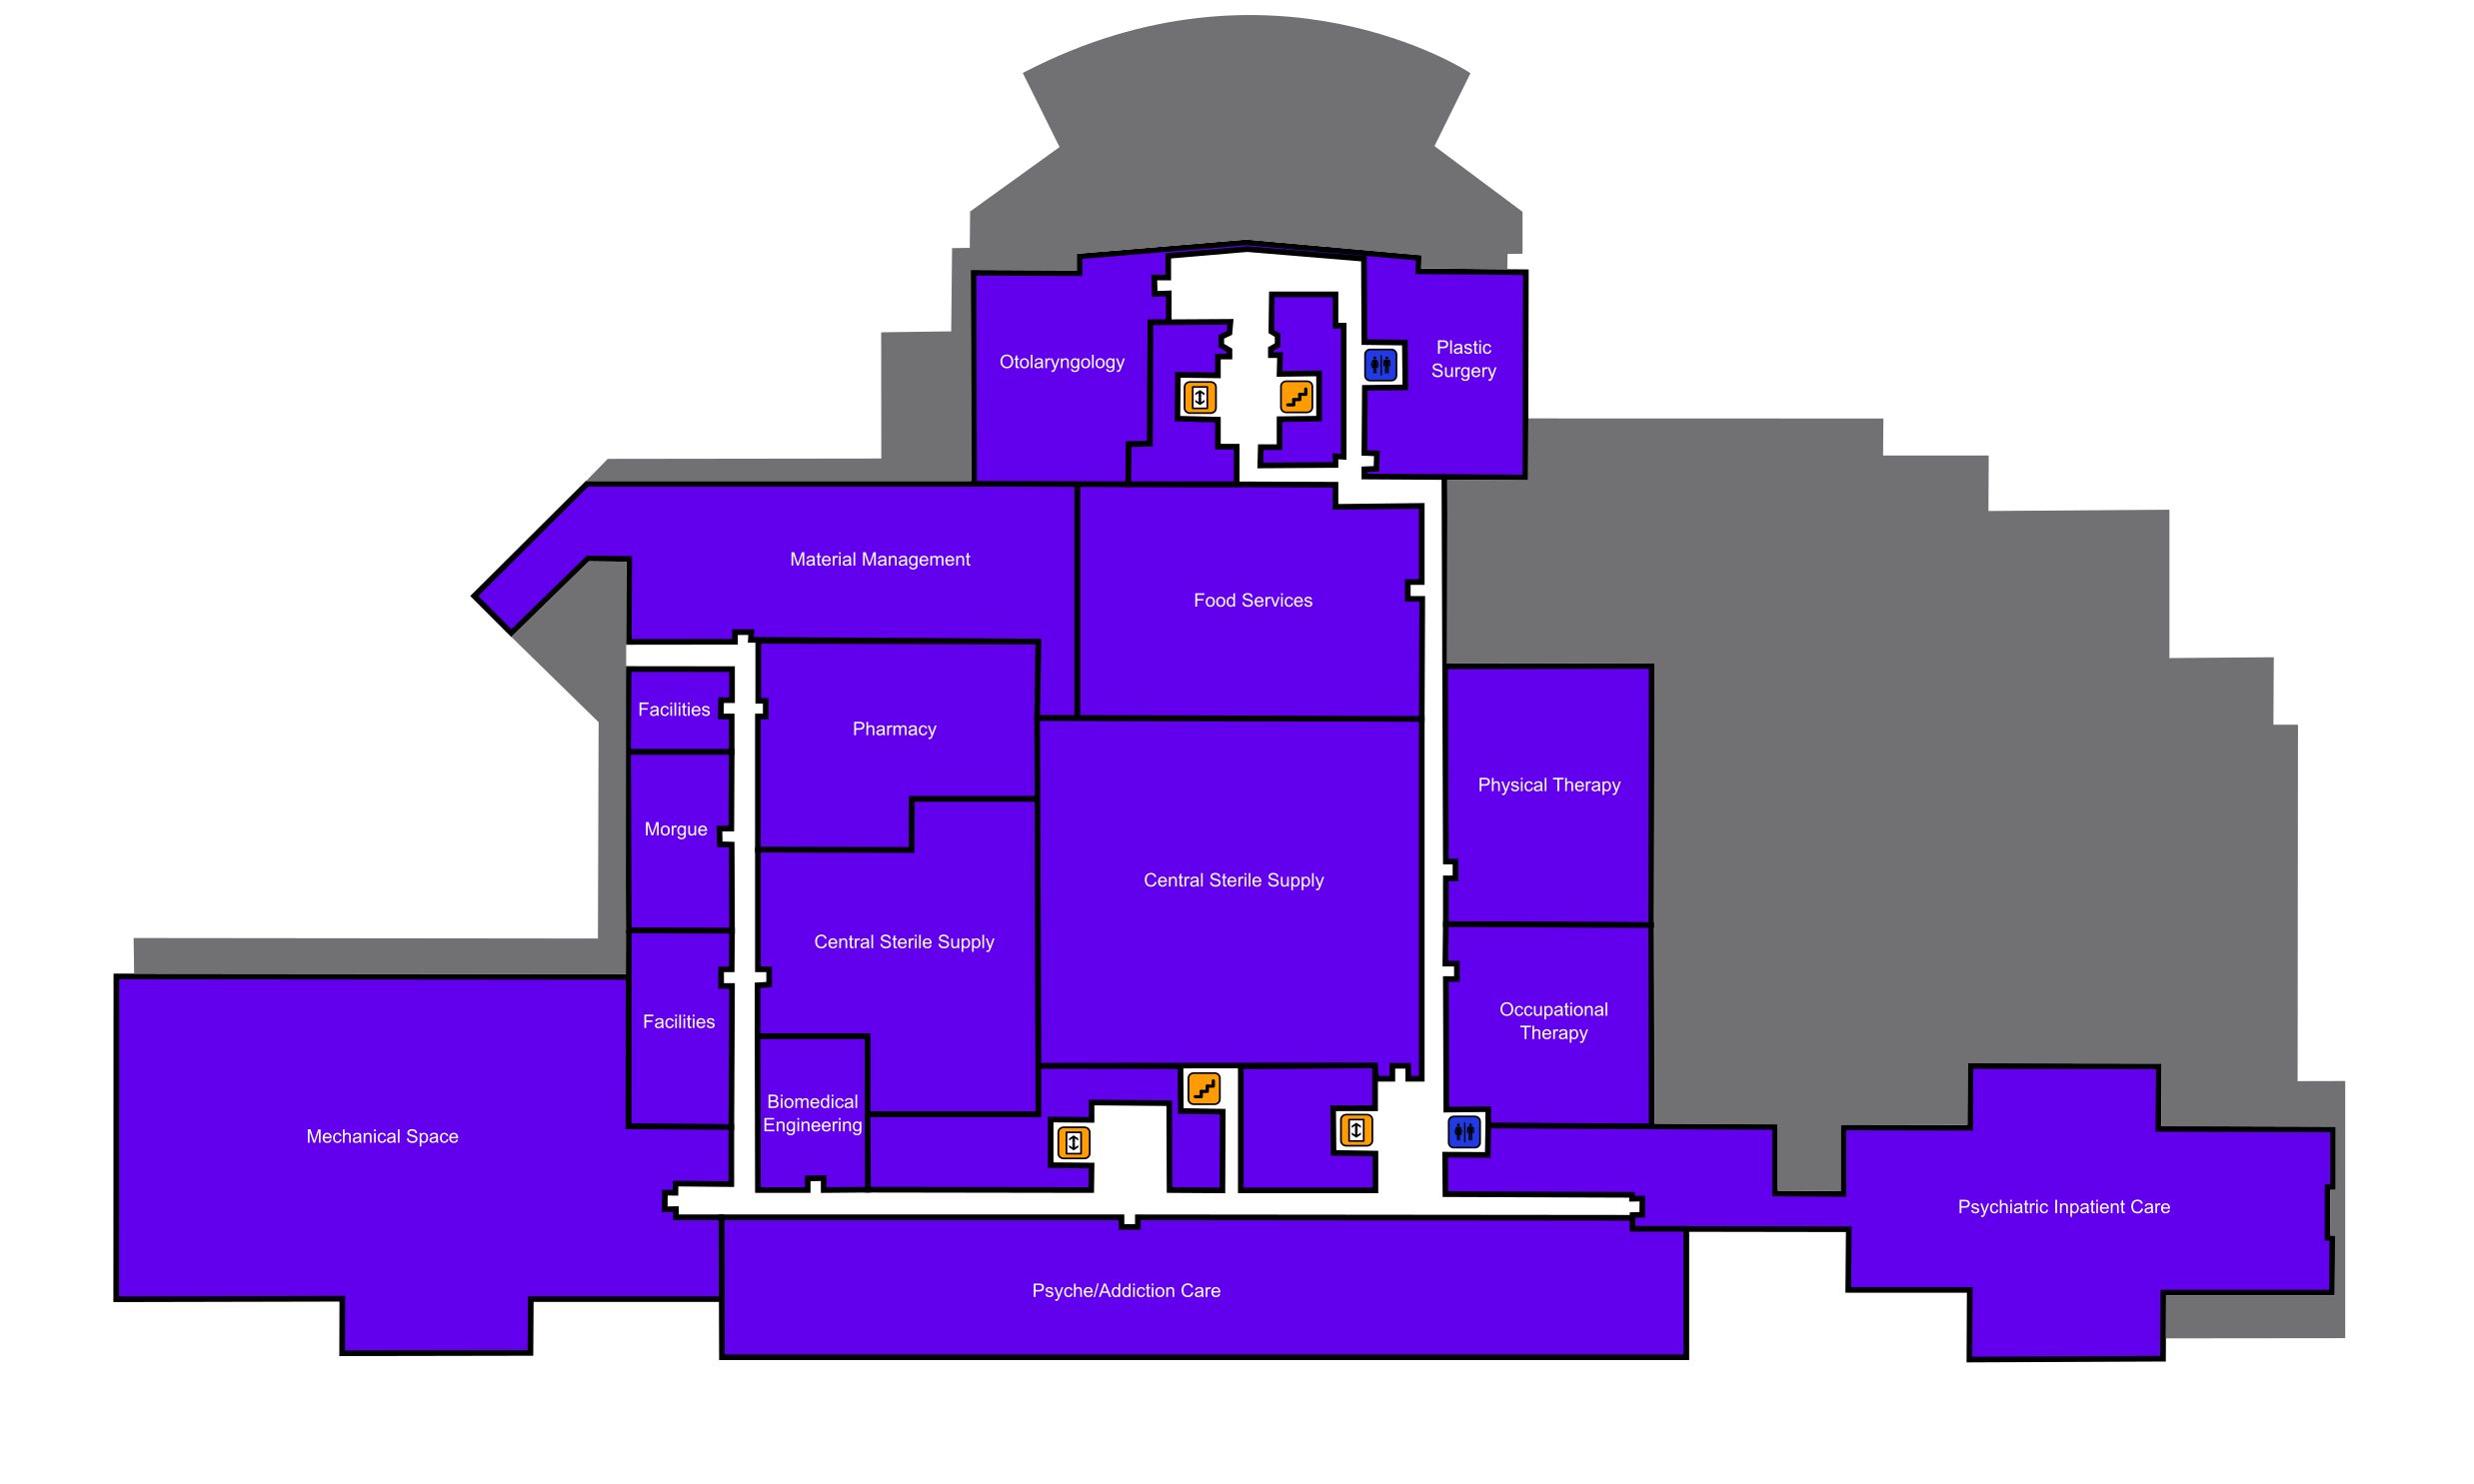 Plastic
Surgery
Otolaryngology
Material Management
Food Services
Facilities
Pharmacy
Physical Therapy
Morgue
Central Sterile Supply
Central Sterile Supply
Occupational
Therapy
Facilities
Biomedical
Engineering
Mechanical Space
Psychiatric Inpatient Care
Psyche/Addiction Care